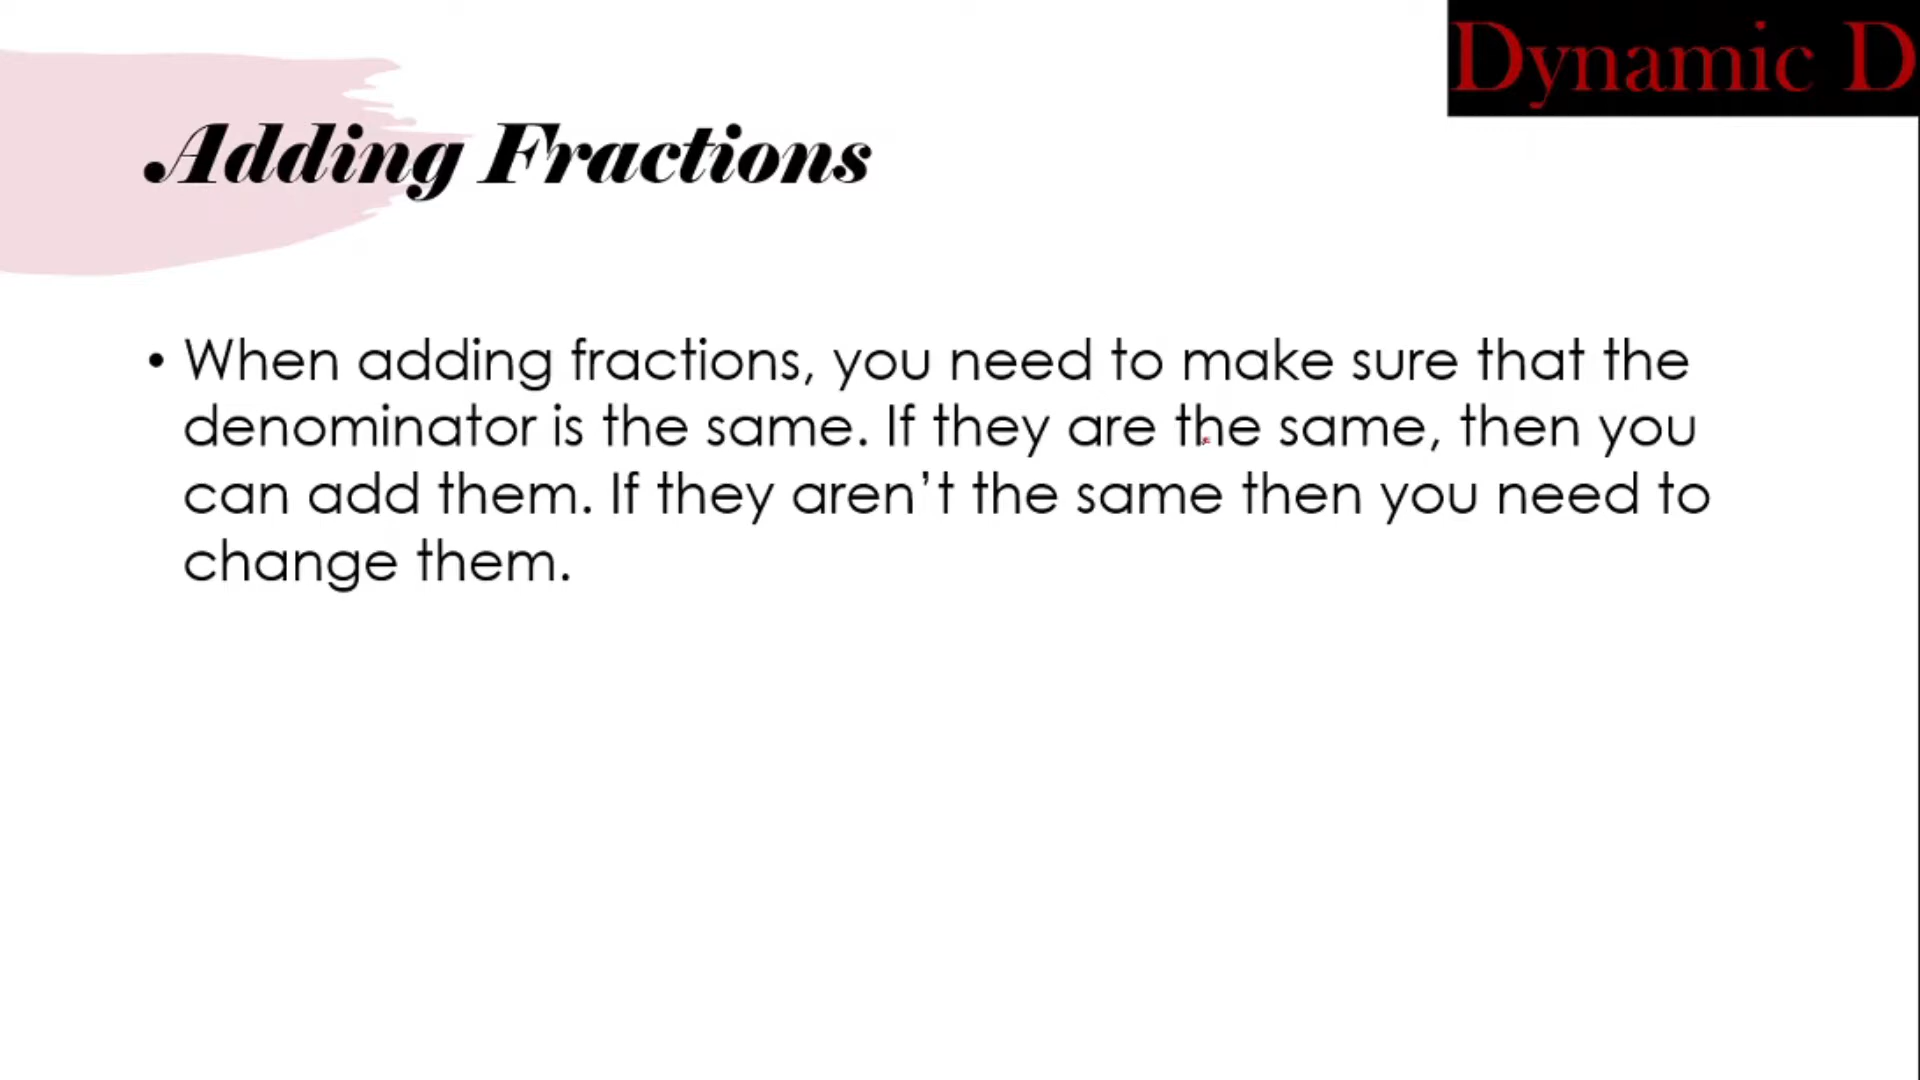 Dynamic D
Adding Fractions
• When adding fractions, you need to make sure that the
denominator is the same. If they are the same, then you
can add them. If they aren’t the same then you need to
change them.